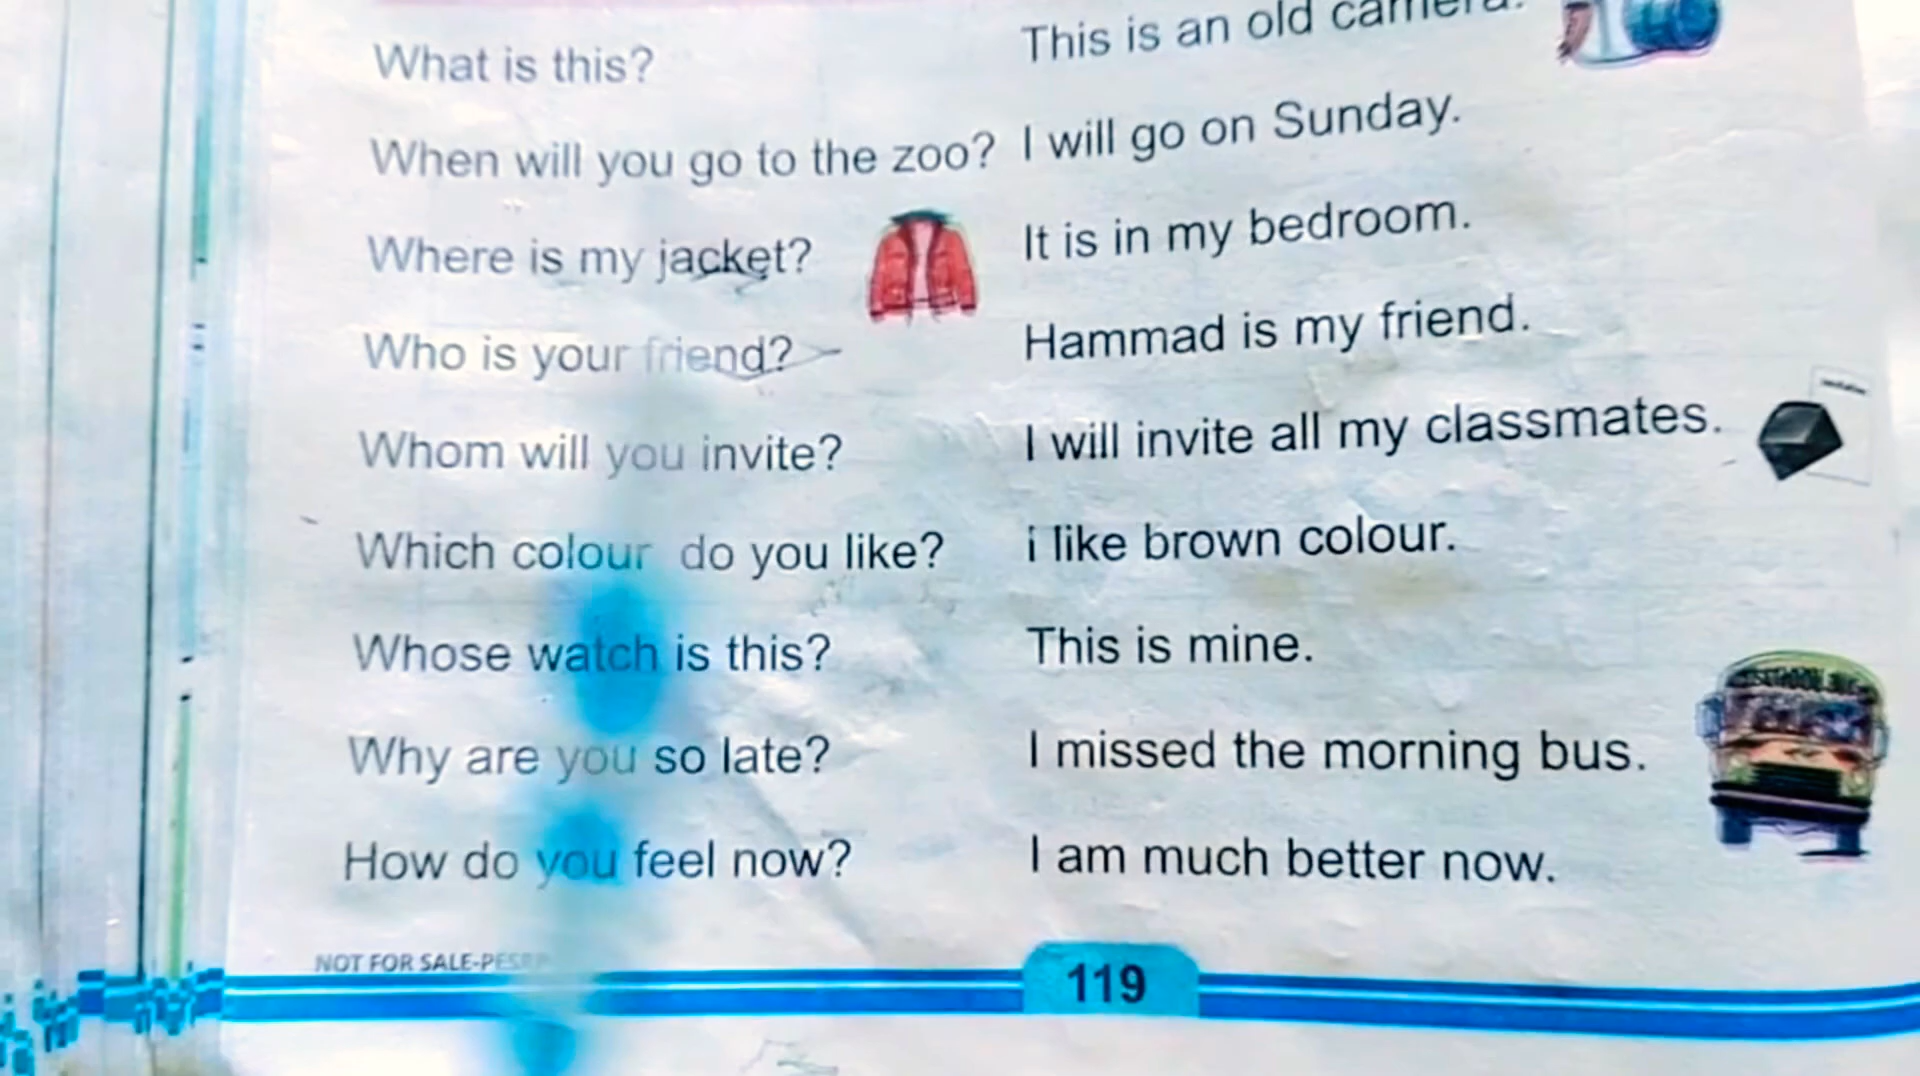 What is this? This is an old camera.
When will you go to the zoo? I will go on Sunday.
Where is my jacket? It is in my bedroom.
Who is your friend? Hammad is my friend.
Whom will you invite? I will invite all my classmates.
Which colour do you like? i like brown colour.
Whose watch is this? This is mine.
Why are you so late? I missed the morning bus.
How do you feel now? I am much better now.
NOT FOR SALE-PESRP
119